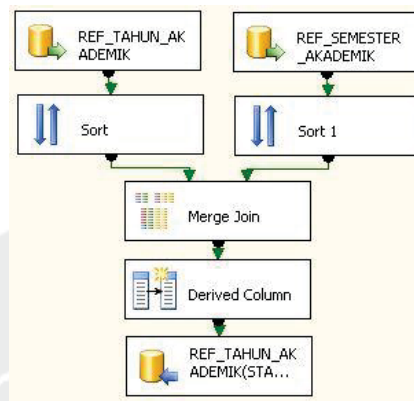 REF_TAHUN_AK
ADEMIK
REF_SEMESTER
_AKADEMIK
Sort
Sort 1
Merge Join
Derived Column
REF_TAHUN_AK
ADEMIK(STA...